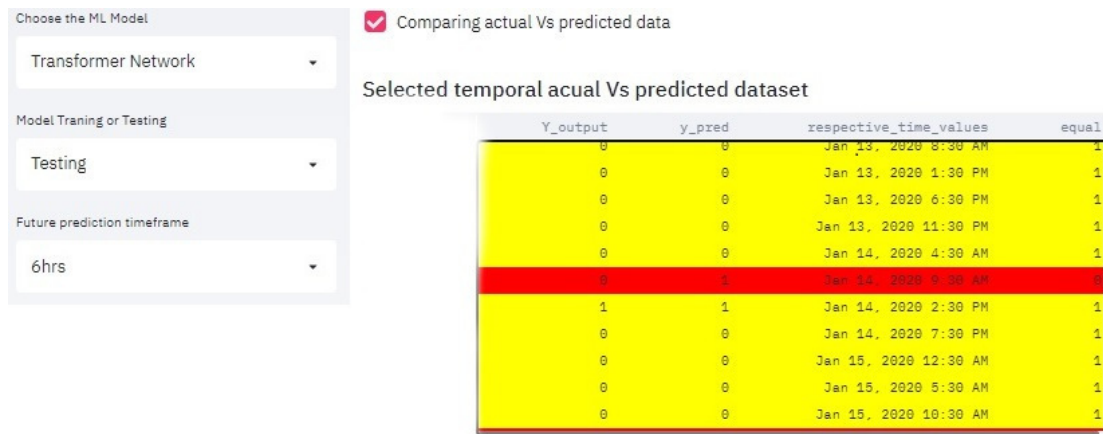 Choose the ML Model
Transformer Network
Model Traning or Testing
Testing
Future prediction timeframe
6hrs
Comparing actual Vs predicted data
Selected temporal acual Vs predicted dataset
Y_output y_pred respective_time_values equal
0 0 Jan 13, 2020 8:30 AM 1
0 0 Jan 13, 2020 1:30 PM 1
0 0 Jan 13, 2020 6:30 PM 1
0 0 Jan 13, 2020 11:30 PM 1
0 0 Jan 14, 2020 4:30 AM 1
0 1 Jan 14, 2020 9:30 AM 0
1 1 Jan 14, 2020 2:30 PM 1
0 0 Jan 14, 2020 7:30 PM 1
0 0 Jan 15, 2020 12:30 AM 1
0 0 Jan 15, 2020 5:30 AM 1
0 0 Jan 15, 2020 10:30 AM 1